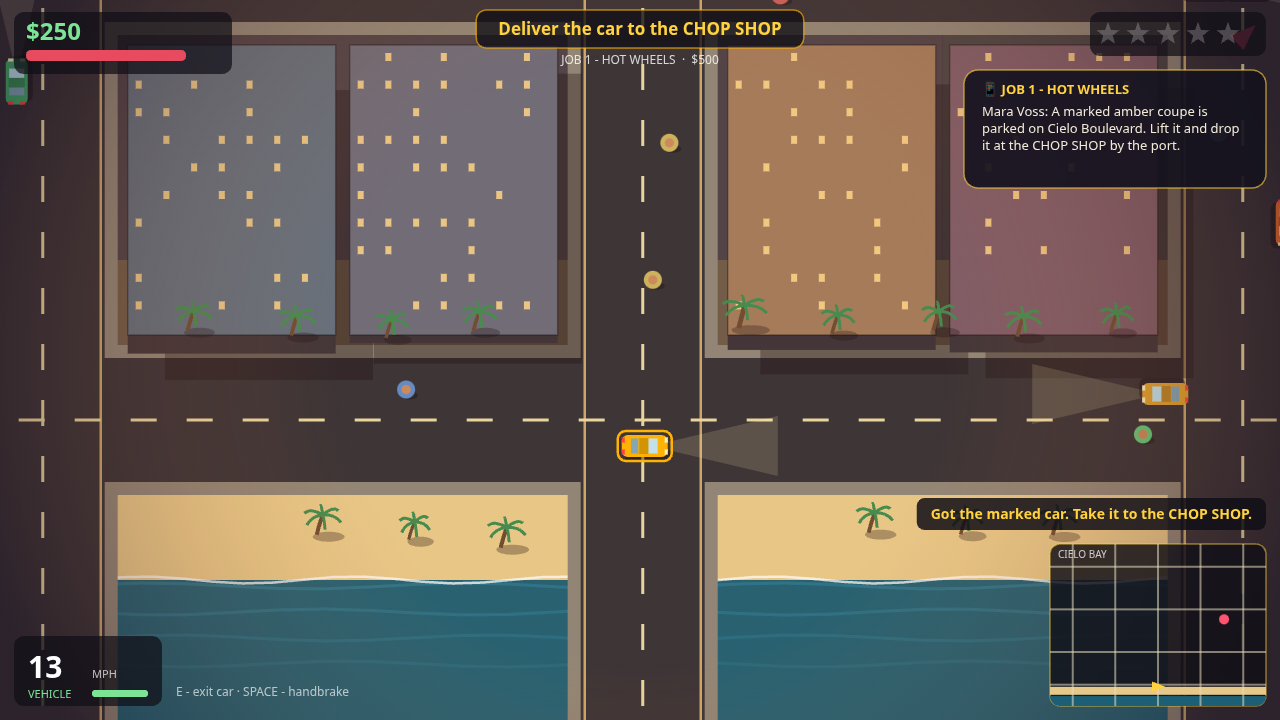 $250
Deliver the car to the CHOP SHOP
JOB 1 - HOT WHEELS · $500
JOB 1 - HOT WHEELS
Mara Voss: A marked amber coupe is
parked on Cielo Boulevard. Lift it and drop
it at the CHOP SHOP by the port.
Got the marked car. Take it to the CHOP SHOP.
CIELO BAY
13
MPH
VEHICLE
E - exit car · SPACE - handbrake